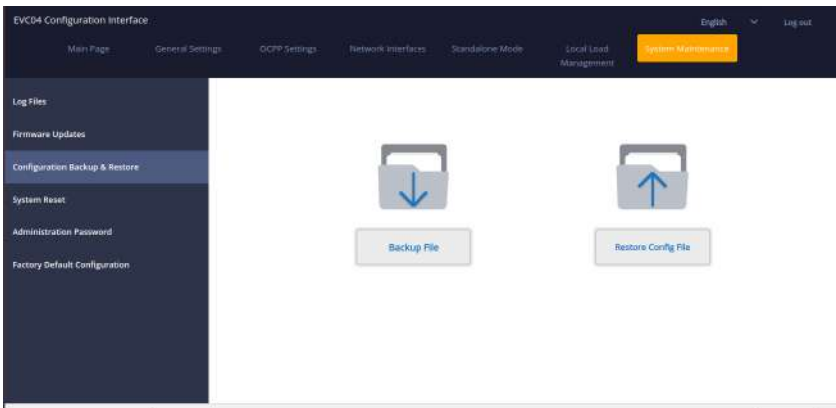 EVC04 Configuration Interface
English
Log out
Main Page
General Settings
OCPP Settings
Network Interfaces
Standalone Mode
Local Load
Management
System Maintenance
Log Files
Firmware Updates
Configuration Backup & Restore
System Reset
Administration Password
Factory Default Configuration
Backup File
Restore Config File